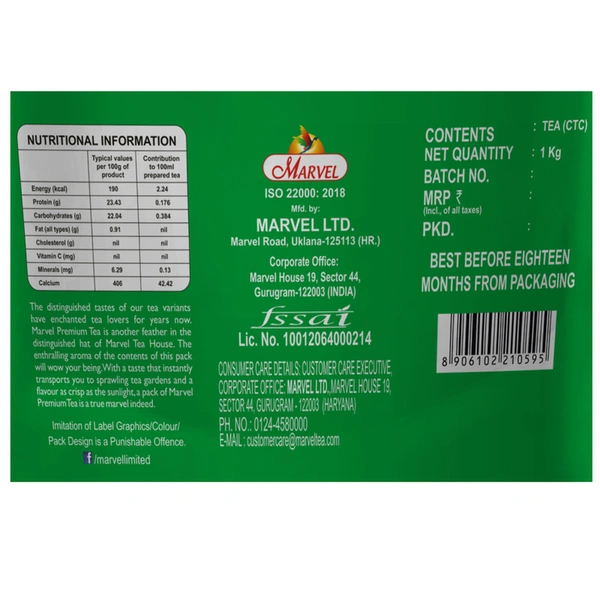 NUTRITIONAL INFORMATION
Typical values per 100g of product
Contribution to 100ml prepared tea
Energy (kcal) 190 2.24
Protein (g) 23.43 0.176
Carbohydrates (g) 22.04 0.384
Fat (all types) (g) 0.91 nil
Cholesterol (g) nil nil
Vitamin C (mg) nil nil
Minerals (mg) 6.29 0.13
Calcium 406 42.42
The distinguished tastes of our tea variants
have enchanted tea lovers for years now.
Marvel Premium Tea is another feather in the
distinguished hat of Marvel Tea House. The
enthralling aroma of the contents of this pack
will wow your being. With a taste that instantly
transports you to sprawling tea gardens and a
flavour as crisp as the sunlight, a pack of Marvel
Premium Tea is a true marvel indeed.
Imitation of Label Graphics/Colour/
Pack Design is a Punishable Offence.
f /marvellimited
MARVEL
ISO 22000: 2018
Mfd. by:
MARVEL LTD.
Marvel Road, Uklana-125113 (HR.)
Corporate Office:
Marvel House 19, Sector 44,
Gurugram-122003 (INDIA)
fssai
Lic. No. 10012064000214
CONSUMER CARE DETAILS: CUSTOMER CARE EXECUTIVE,
CORPORATE OFFICE: MARVEL LTD., MARVEL HOUSE 19,
SECTOR 44, GURUGRAM - 122003 (HARYANA)
PH. NO.: 0124-4580000
E-MAIL : customercare@marveltea.com
CONTENTS : TEA (CTC)
NET QUANTITY : 1 Kg
BATCH NO. :
MRP ₹ :
(Incl., of all taxes)
PKD. :
BEST BEFORE EIGHTEEN
MONTHS FROM PACKAGING
8 906102 210595